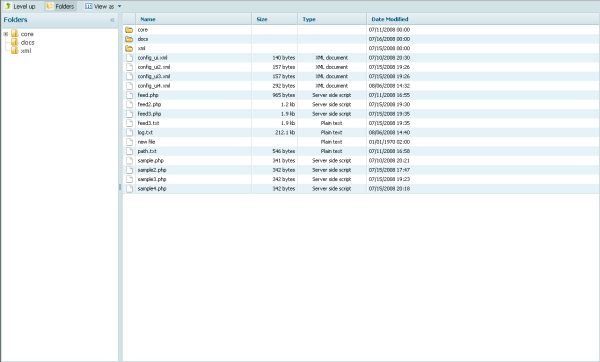 Level up Folders View as
Folders «
core
docs
xml
Name Size Type Date Modified
core 07/11/2008 00:00
docs 07/16/2008 00:00
xml 07/15/2008 00:00
config_ui.xml 140 bytes XML document 07/10/2008 20:30
config_ui2.xml 157 bytes XML document 07/15/2008 19:26
config_ui3.xml 157 bytes XML document 07/15/2008 19:26
config_ui4.xml 292 bytes XML document 08/06/2008 14:32
feed.php 965 bytes Server side script 07/11/2008 16:55
feed2.php 1.2 kb Server side script 07/15/2008 19:30
feed3.php 1.9 kb Server side script 07/15/2008 19:35
feed3.txt 1.9 kb Plain text 07/15/2008 19:35
log.txt 212.1 kb Plain text 08/06/2008 14:40
new file Plain text 01/01/1970 02:00
path.txt 546 bytes Plain text 07/11/2008 16:58
sample.php 341 bytes Server side script 07/10/2008 20:21
sample2.php 342 bytes Server side script 07/15/2008 17:47
sample3.php 342 bytes Server side script 07/15/2008 19:23
sample4.php 342 bytes Server side script 07/15/2008 20:18